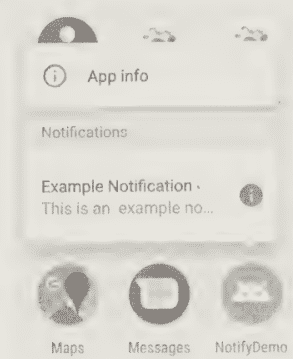 App info
Notifications
Example Notification
This is an example no...
Maps
Messages
NotifyDemo